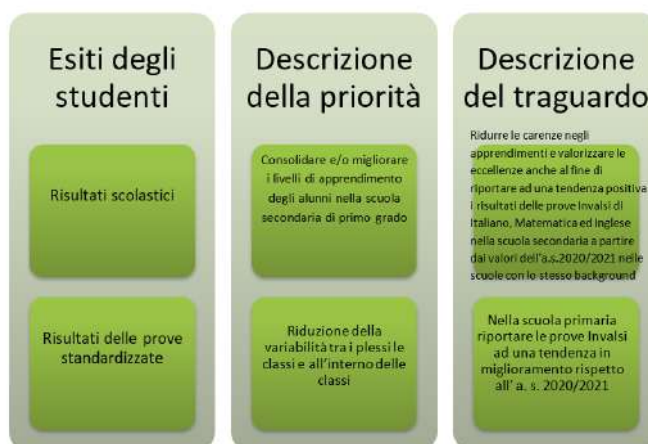 Esiti degli
studenti
Risultati scolastici
Risultati delle prove
standardizzate
Descrizione
della priorità
Consolidare e/o migliorare
i livelli di apprendimento
degli alunni nella scuola
secondaria di primo grado
Riduzione della
variabilità tra i plessi le
classi e all'interno delle
classi
Descrizione
del traguardo
Ridurre le carenze negli
apprendimenti e valorizzare le
eccellenze anche al fine di
riportare ad una tendenza positiva
i risultati delle prove Invalsi di
Italiano, Matematica ed Inglese
nella scuola secondaria a partire
dai valori dell'a.s.2020/2021 nelle
scuole con lo stesso background
Nella scuola primaria
riportare le prove Invalsi
ad una tendenza in
miglioramento rispetto
all' a. s. 2020/2021